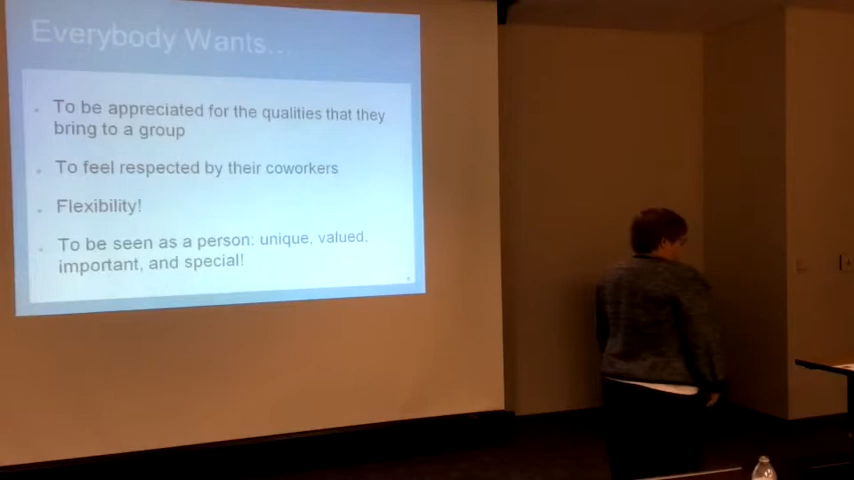 Everybody Wants...
To be appreciated for the qualities that they
bring to a group
To feel respected by their coworkers
Flexibility!
To be seen as a person: unique, valued,
important, and special!